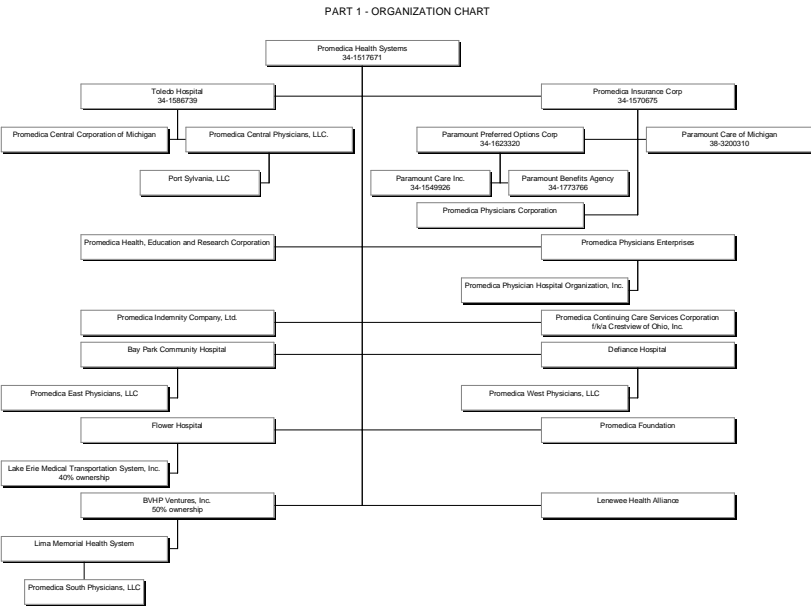 PART 1 - ORGANIZATION CHART
Promedica Health Systems
34-1517671
Toledo Hospital
34-1586739
Promedica Insurance Corp
34-1570675
Promedica Central Corporation of Michigan
Promedica Central Physicians, LLC.
Paramount Preferred Options Corp
34-1623320
Paramount Care of Michigan
38-3200310
Port Sylvania, LLC
Paramount Care Inc.
34-1549926
Paramount Benefits Agency
34-1773766
Promedica Physicians Corporation
Promedica Health, Education and Research Corporation
Promedica Physicians Enterprises
Promedica Physician Hospital Organization, Inc.
Promedica Indemnity Company, Ltd.
Promedica Continuing Care Services Corporation
f/k/a Crestview of Ohio, Inc.
Bay Park Community Hospital
Defiance Hospital
Promedica East Physicians, LLC
Promedica West Physicians, LLC
Flower Hospital
Promedica Foundation
Lake Erie Medical Transportation System, Inc.
40% ownership
BVHP Ventures, Inc.
50% ownership
Lenewee Health Alliance
Lima Memorial Health System
Promedica South Physicians, LLC